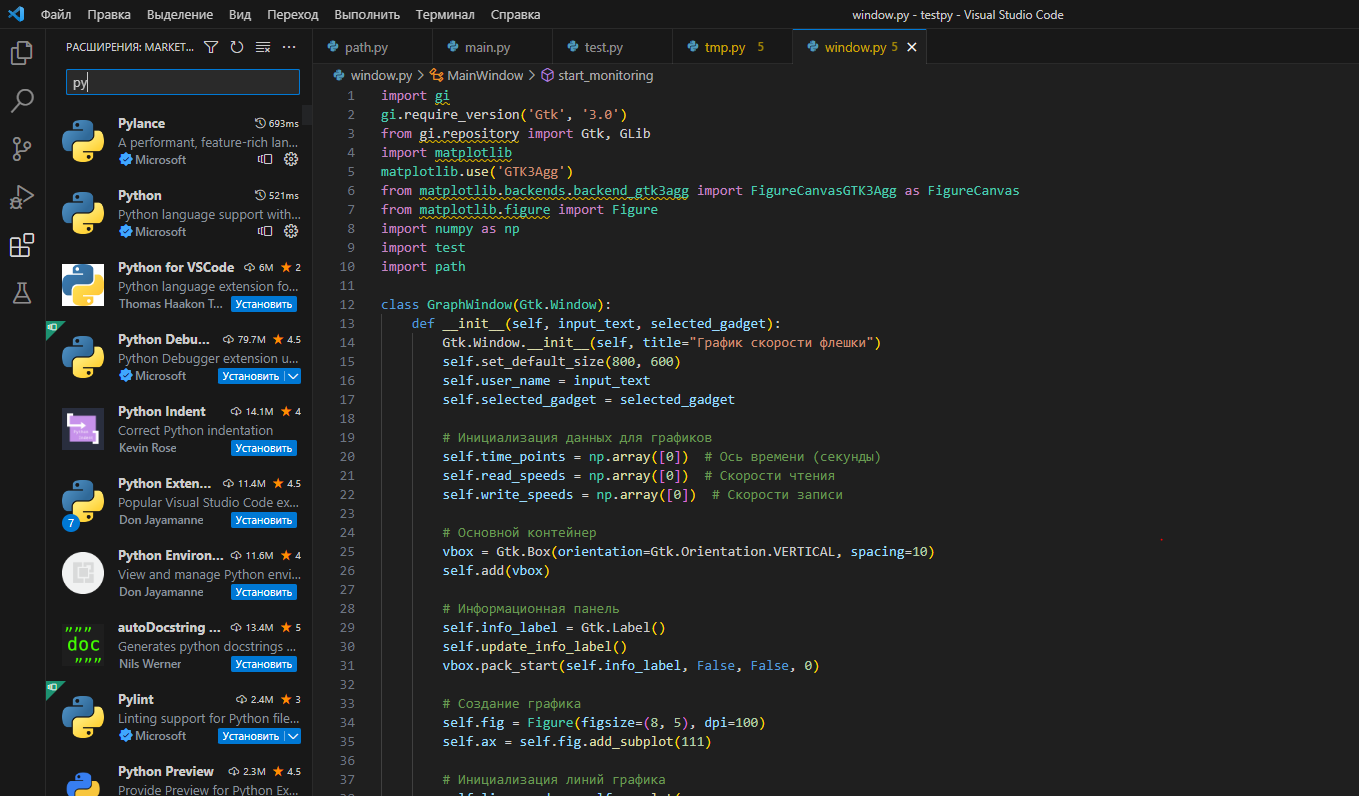 Файл Правка Выделение Вид Переход Выполнить Терминал Справка
window.py - testpy - Visual Studio Code
РАСШИРЕНИЯ: MARKET...
py
Pylance 693ms
A performant, feature-rich lan...
Microsoft
Python 521ms
Python language support with...
Microsoft
Python for VSCode 6M 2
Python language extension fo...
Thomas Haakon T... Установить
Python Debu... 79.7M 4.5
Python Debugger extension u...
Microsoft Установить
Python Indent 14.1M 4
Correct Python indentation
Kevin Rose Установить
Python Exten... 11.4M 4.5
Popular Visual Studio Code ex...
7
Don Jayamanne Установить
Python Environ... 11.6M 4
View and manage Python envi...
Don Jayamanne Установить
"""
doc
"""
autoDocstring ... 13.4M 5
Generates python docstrings ...
Nils Werner Установить
Pylint 2.4M 3
Linting support for Python file...
Microsoft Установить
Python Preview 2.3M 4.5
Provide Preview for Python Ex...
path.py main.py test.py tmp.py 5 window.py 5
window.py > MainWindow > start_monitoring
1 import gi
2 gi.require_version('Gtk', '3.0')
3 from gi.repository import Gtk, GLib
4 import matplotlib
5 matplotlib.use('GTK3Agg')
6 from matplotlib.backends.backend_gtk3agg import FigureCanvasGTK3Agg as FigureCanvas
7 from matplotlib.figure import Figure
8 import numpy as np
9 import test
10 import path
11
12 class GraphWindow(Gtk.Window):
13 def __init__(self, input_text, selected_gadget):
14 Gtk.Window.__init__(self, title="График скорости флешки")
15 self.set_default_size(800, 600)
16 self.user_name = input_text
17 self.selected_gadget = selected_gadget
18
19 # Инициализация данных для графиков
20 self.time_points = np.array([0]) # Ось времени (секунды)
21 self.read_speeds = np.array([0]) # Скорости чтения
22 self.write_speeds = np.array([0]) # Скорости записи
23
24 # Основной контейнер
25 vbox = Gtk.Box(orientation=Gtk.Orientation.VERTICAL, spacing=10)
26 self.add(vbox)
27
28 # Информационная панель
29 self.info_label = Gtk.Label()
30 self.update_info_label()
31 vbox.pack_start(self.info_label, False, False, 0)
32
33 # Создание графика
34 self.fig = Figure(figsize=(8, 5), dpi=100)
35 self.ax = self.fig.add_subplot(111)
36
37 # Инициализация линий графика